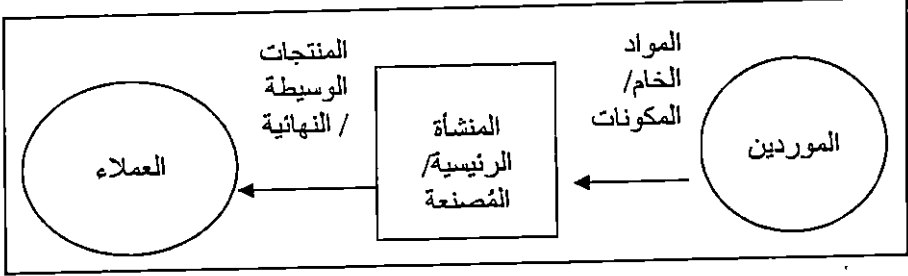 الموردين
المواد
الخام/
المكونات
المنشأة
الرئيسية/
المُصنعة
المنتجات
الوسيطة
/ النهائية
العملاء